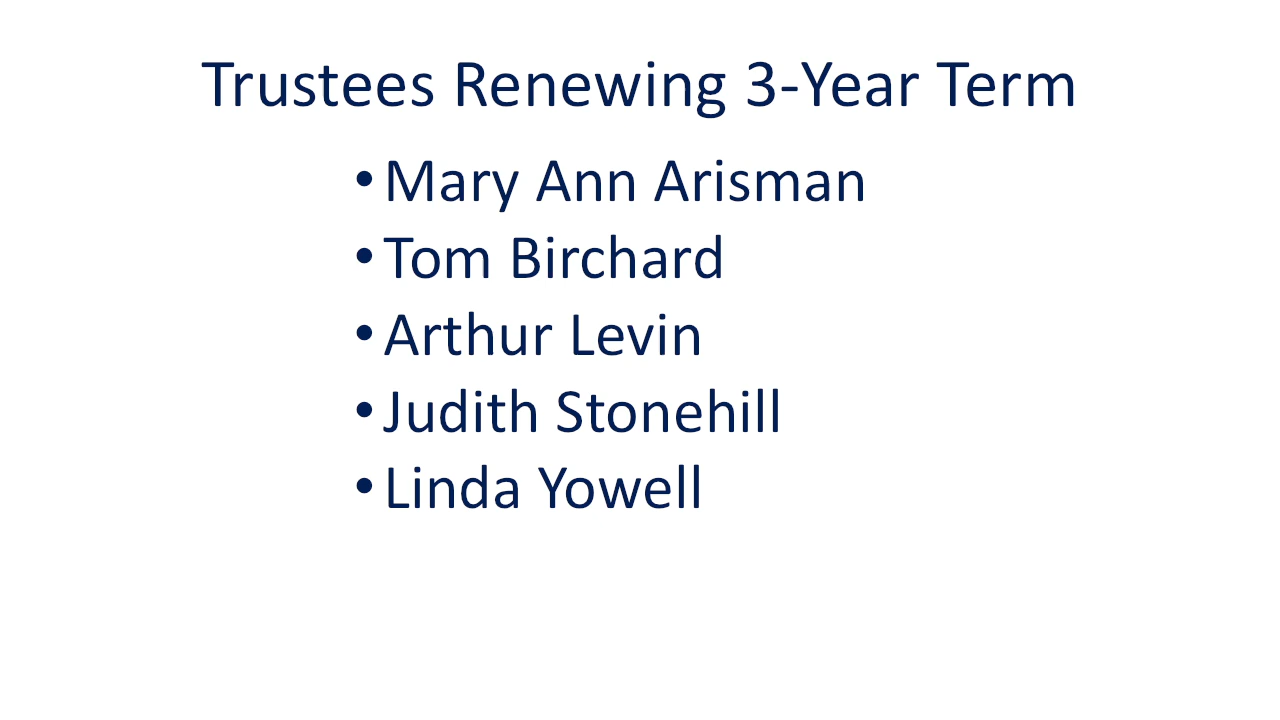 Trustees Renewing 3-Year Term
• Mary Ann Arisman
• Tom Birchard
• Arthur Levin
• Judith Stonehill
• Linda Yowell